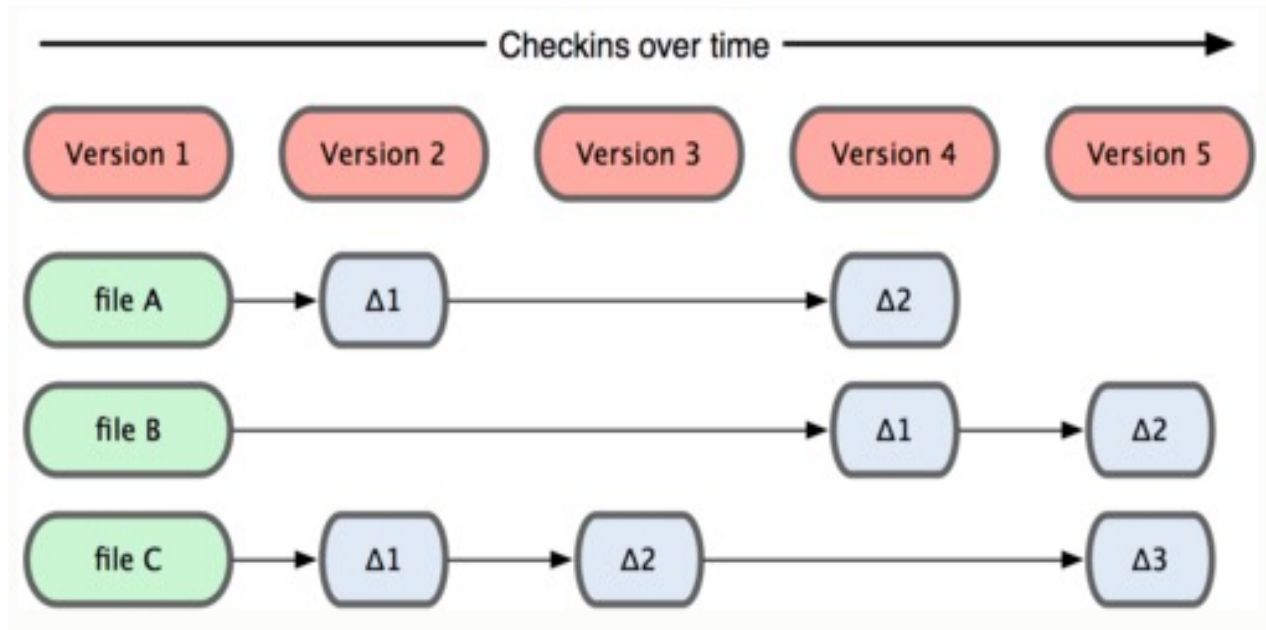 Checkins over time
Version 1 Version 2 Version 3 Version 4 Version 5
file A Δ1 Δ2
file B Δ1 Δ2
file C Δ1 Δ2 Δ3